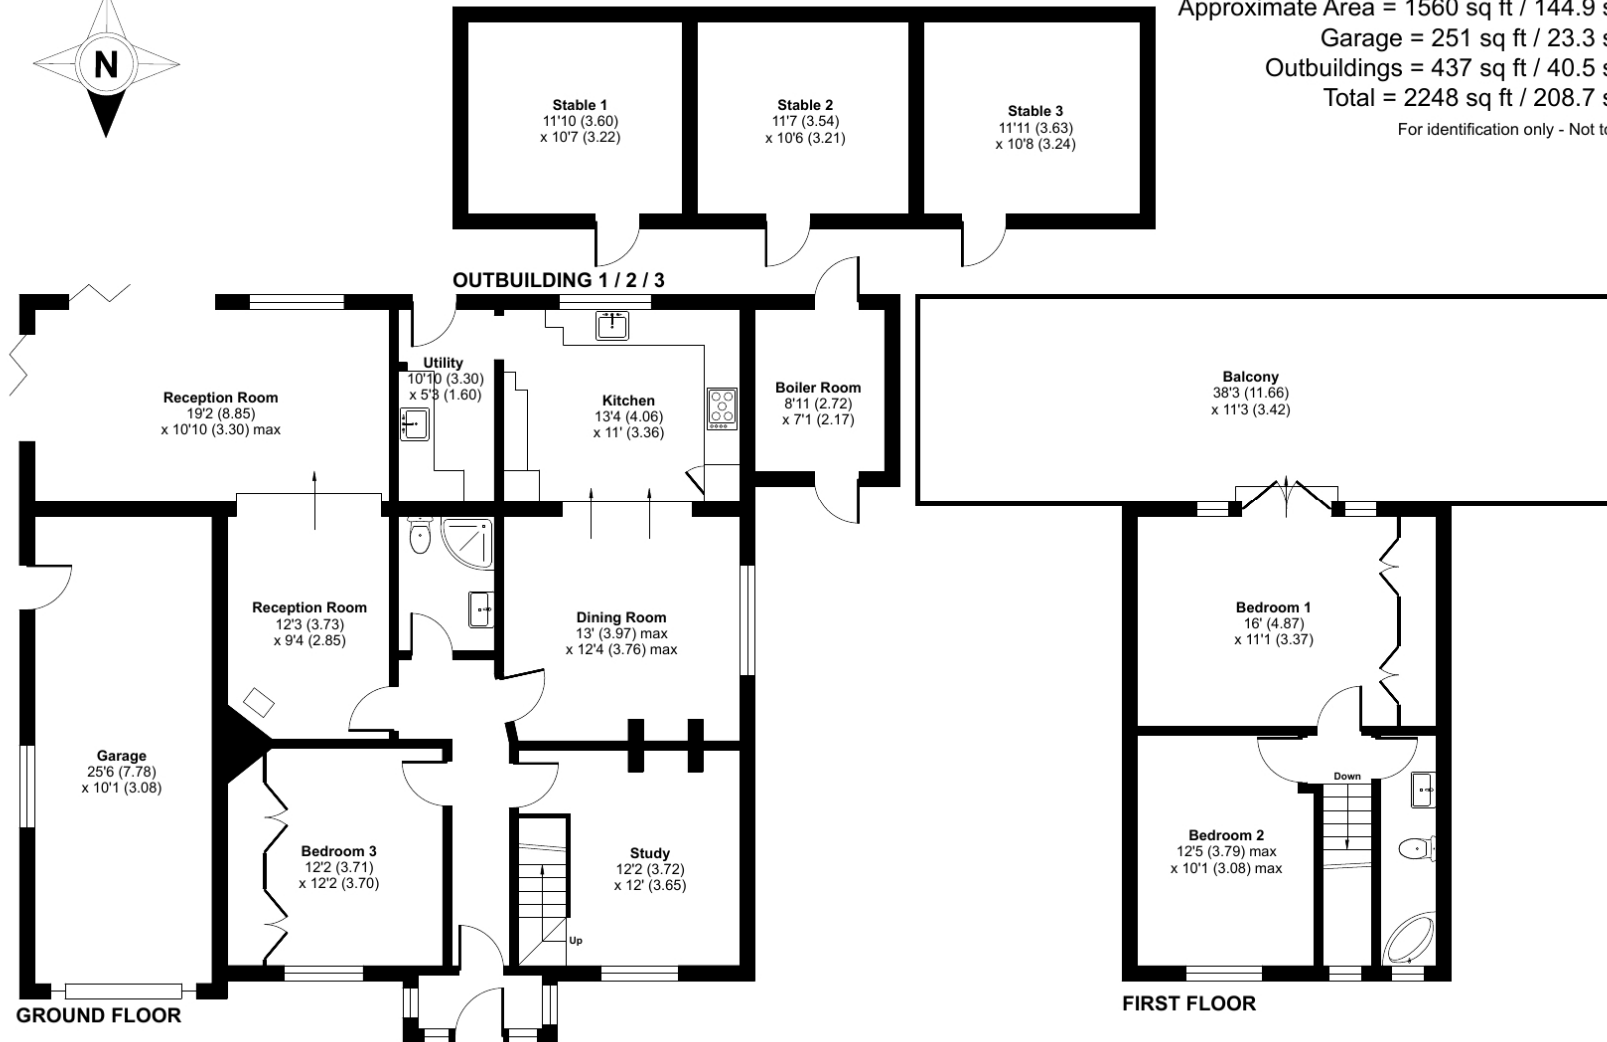 N
Approximate Area = 1560 sq ft / 144.9 s
Garage = 251 sq ft / 23.3 s
Outbuildings = 437 sq ft / 40.5 s
Total = 2248 sq ft / 208.7 s
For identification only - Not to
Stable 1
11'10 (3.60)
x 10'7 (3.22)
Stable 2
11'7 (3.54)
x 10'6 (3.21)
Stable 3
11'11 (3.63)
x 10'8 (3.24)
OUTBUILDING 1 / 2 / 3
Reception Room
19'2 (8.85)
x 10'10 (3.30) max
Utility
10'10 (3.30)
x 5'3 (1.60)
Kitchen
13'4 (4.06)
x 11' (3.36)
Boiler Room
8'11 (2.72)
x 7'1 (2.17)
Balcony
38'3 (11.66)
x 11'3 (3.42)
Reception Room
12'3 (3.73)
x 9'4 (2.85)
Dining Room
13' (3.97) max
x 12'4 (3.76) max
Bedroom 1
16' (4.87)
x 11'1 (3.37)
Garage
25'6 (7.78)
x 10'1 (3.08)
Bedroom 3
12'2 (3.71)
x 12'2 (3.70)
Study
12'2 (3.72)
x 12' (3.65)
Up
Down
Bedroom 2
12'5 (3.79) max
x 10'1 (3.08) max
GROUND FLOOR
FIRST FLOOR